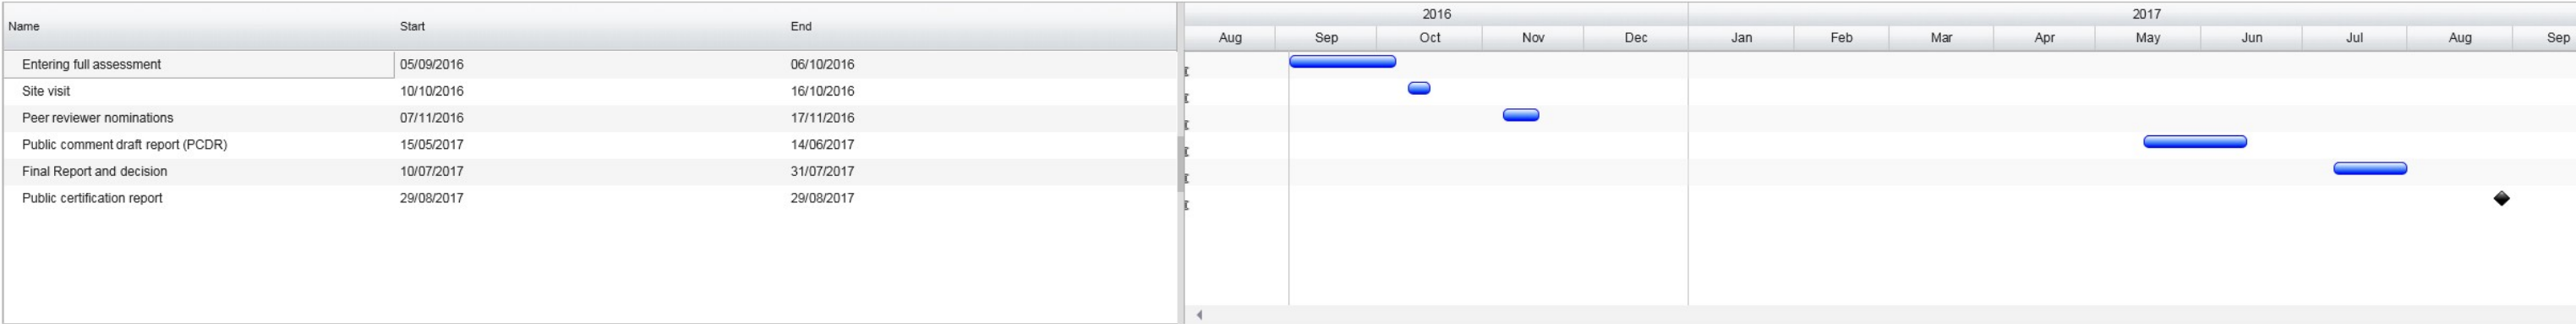 2016 2017
Name Start End
Aug Sep Oct Nov Dec Jan Feb Mar Apr May Jun Jul Aug Sep
Entering full assessment 05/09/2016 06/10/2016
Site visit 10/10/2016 16/10/2016
Peer reviewer nominations 07/11/2016 17/11/2016
Public comment draft report (PCDR) 15/05/2017 14/06/2017
Final Report and decision 10/07/2017 31/07/2017
Public certification report 29/08/2017 29/08/2017